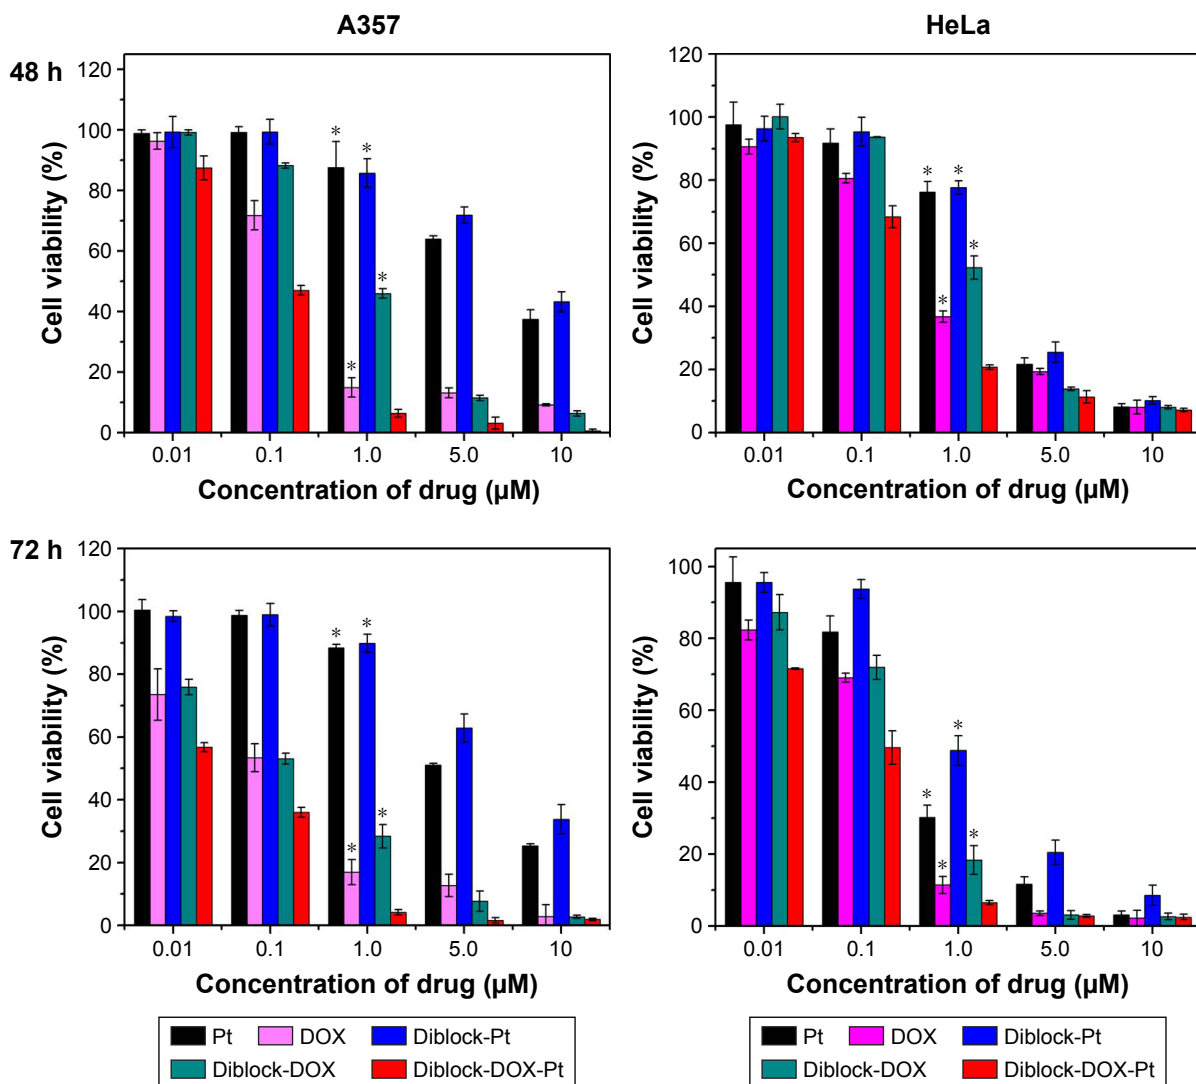 A357
HeLa
48 h
120
100
80
60
40
20
0
Cell viability (%)
* * * *
0.01 0.1 1.0 5.0 10
Concentration of drug (µM)
120
100
80
60
40
20
0
Cell viability (%)
* * * *
0.01 0.1 1.0 5.0 10
Concentration of drug (µM)
72 h
120
100
80
60
40
20
0
Cell viability (%)
* * * *
0.01 0.1 1.0 5.0 10
Concentration of drug (µM)
100
80
60
40
20
0
Cell viability (%)
* * * *
0.01 0.1 1.0 5.0 10
Concentration of drug (µM)
Pt DOX Diblock-Pt
Diblock-DOX Diblock-DOX-Pt
Pt DOX Diblock-Pt
Diblock-DOX Diblock-DOX-Pt